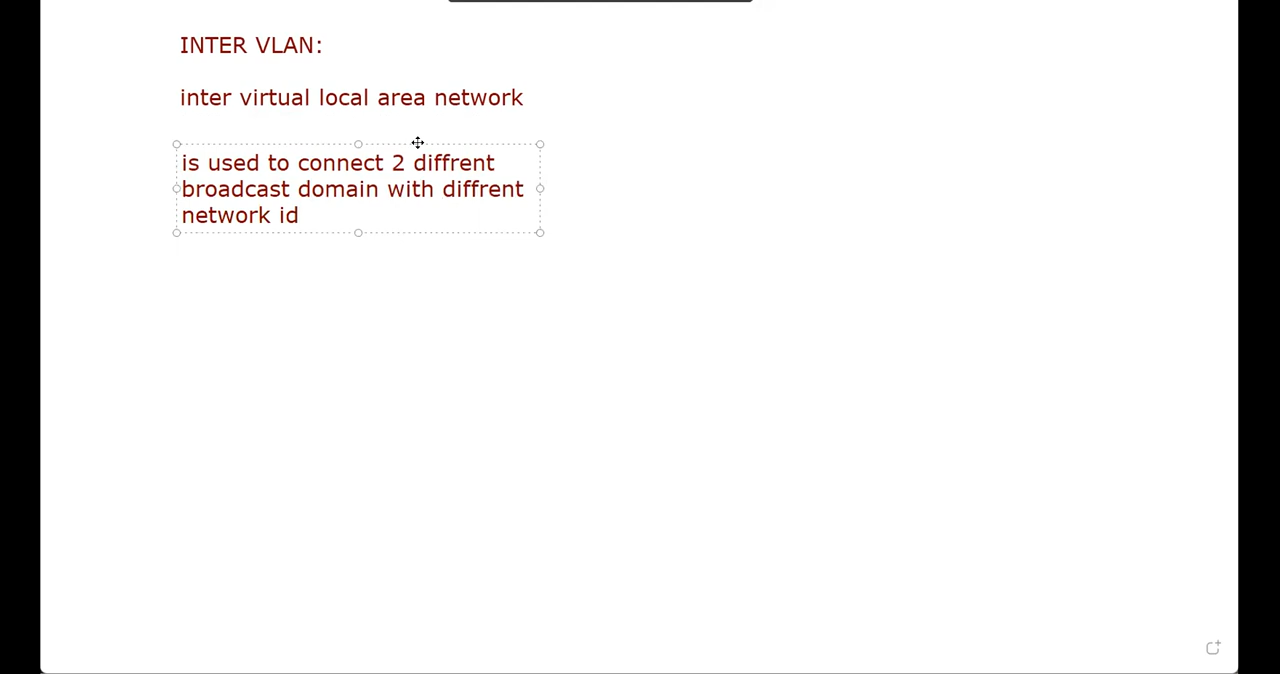 INTER VLAN:
inter virtual local area network
is used to connect 2 diffrent
broadcast domain with diffrent
network id